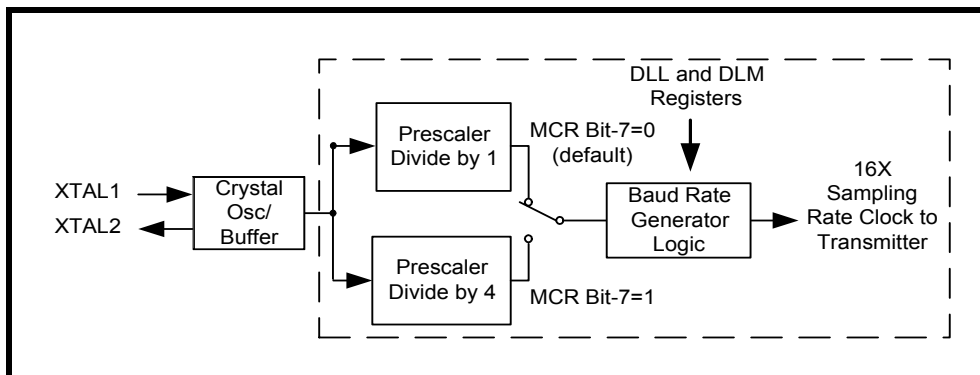 DLL and DLM
Registers
Prescaler
Divide by 1
MCR Bit-7=0
(default)
16X
Sampling
Rate Clock to
Transmitter
XTAL1
XTAL2
Crystal
Osc/
Buffer
Baud Rate
Generator
Logic
Prescaler
Divide by 4
MCR Bit-7=1